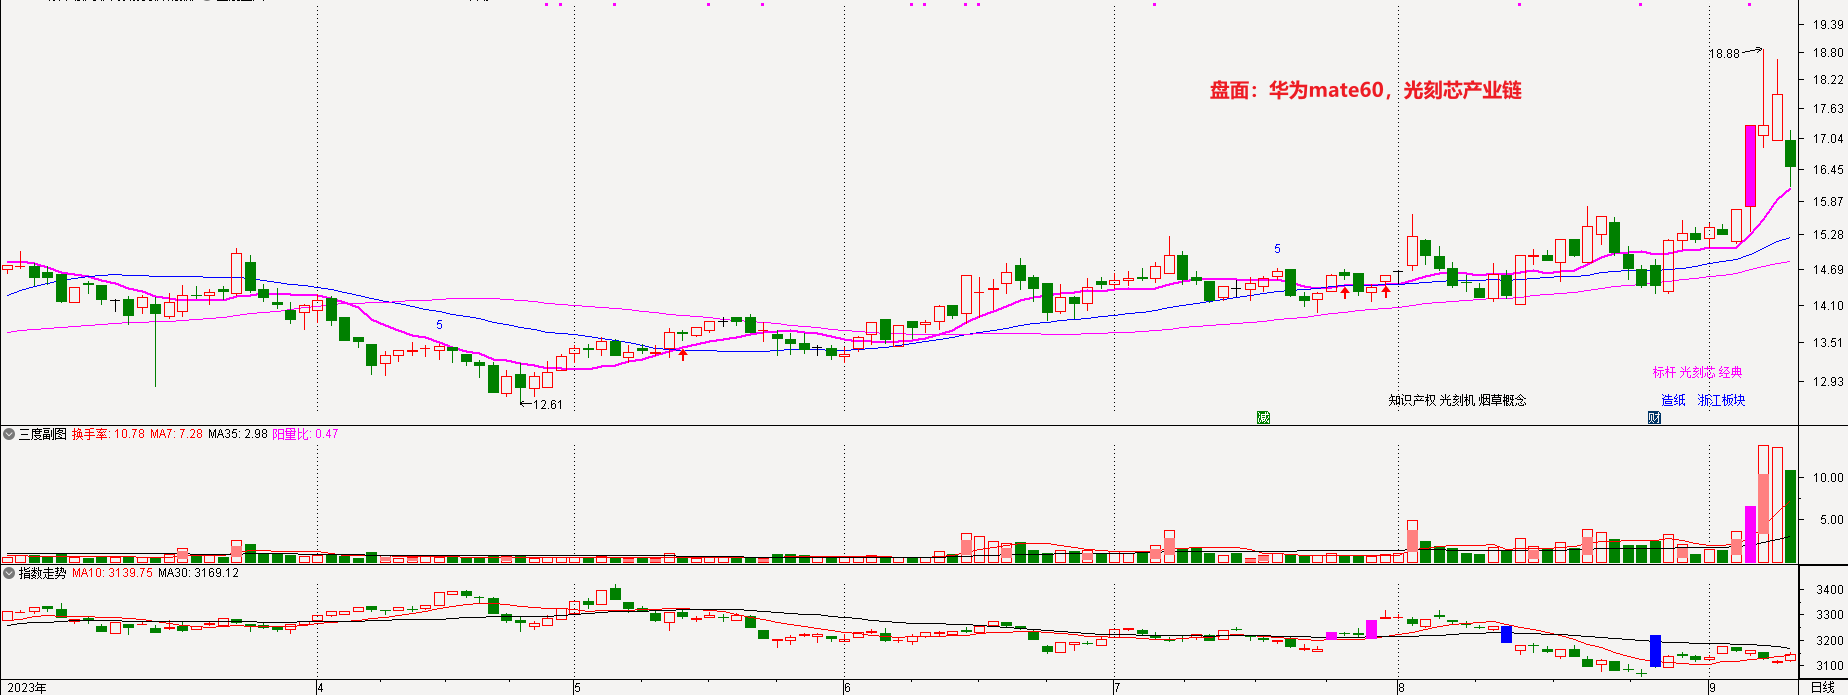 19.39
18.88
18.80
18.22
盘面：华为mate60，光刻芯产业链
17.63
17.04
16.45
15.87
15.28
5
14.69
14.10
5
13.51
标杆 光刻芯 经典
12.93
知识产权 光刻机 烟草概念
造纸 浙江板块
12.61
减
财
三度副图 换手率: 10.78 MA7: 7.28 MA35: 2.98 阳量比: 0.47
10.00
5.00
指数走势 MA10: 3139.75 MA30: 3169.12
3400
3300
3200
3100
2023年 4 5 6 7 8 9 日线